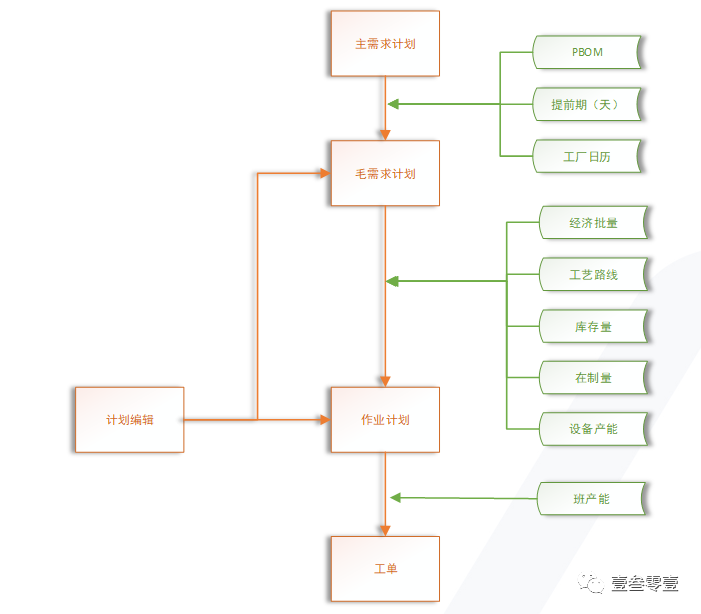 主需求计划
PBOM
提前期（天）
工厂日历
毛需求计划
经济批量
工艺路线
库存量
在制量
设备产能
计划编辑
作业计划
班产能
工单
壹叁零壹